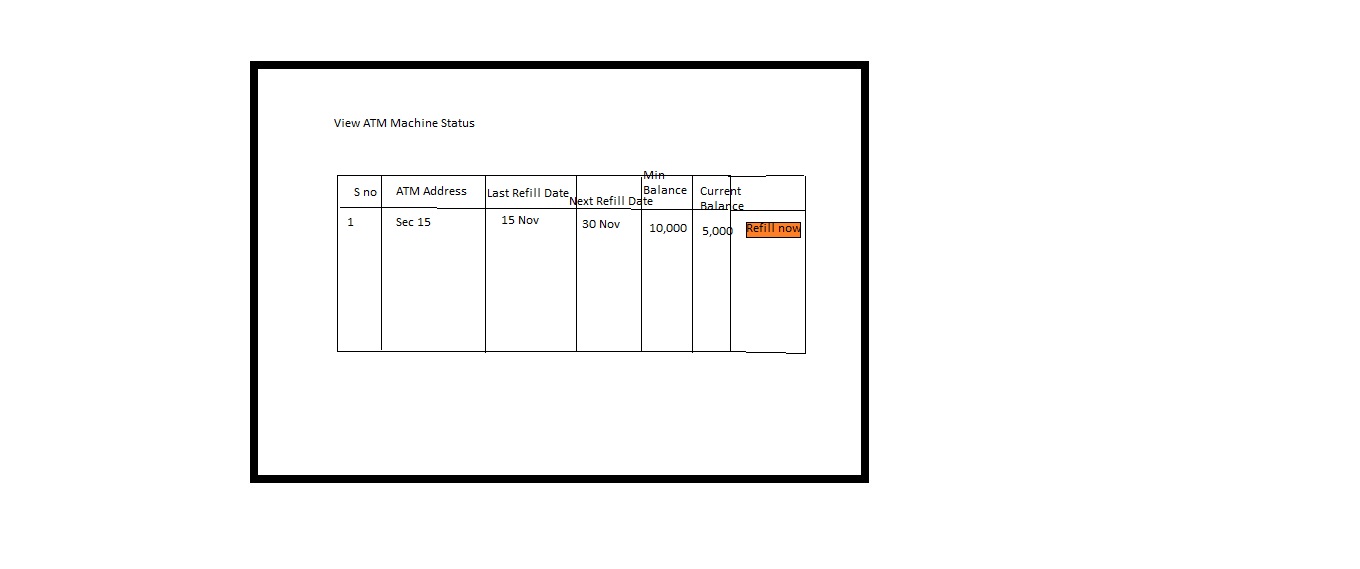 View ATM Machine Status
S no
ATM Address
Last Refill Date
Next Refill Date
Min
Balance
Current
Balance
1
Sec 15
15 Nov
30 Nov
10,000
5,000
Refill now